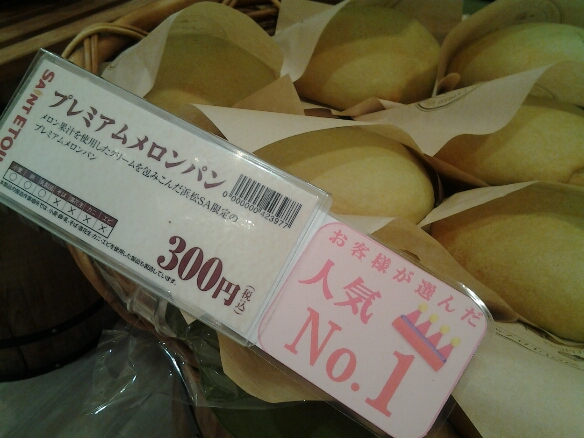 SANTETOI
プレミアムメロンパン
メロン果汁を使用したクリームを包みこんだ浜松SA限定の
プレミアムメロンパン
300円(税込)
お客様が選んだ
人気
No.1